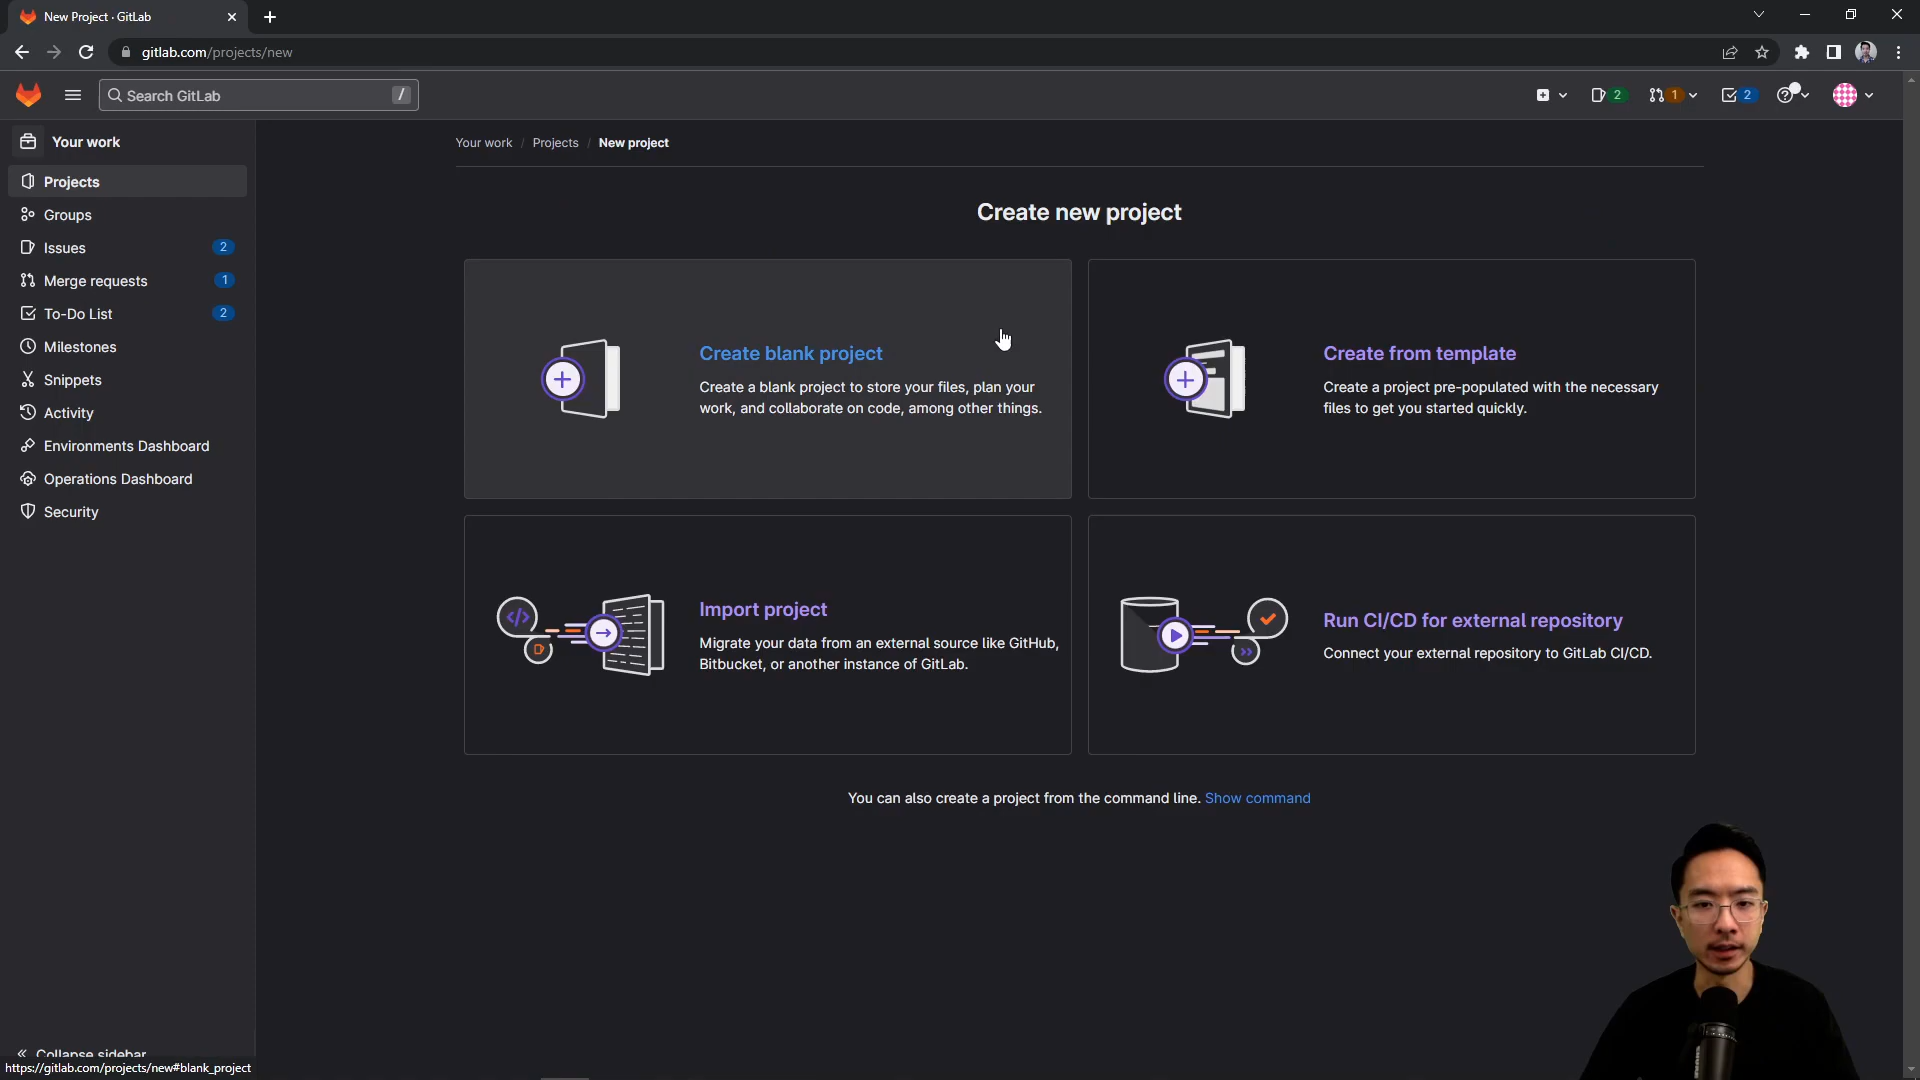 New Project · GitLab
gitlab.com/projects/new
Search GitLab /
2
1
2
Your work
Your work / Projects / New project
Projects
Groups
Issues 2
Merge requests 1
To-Do List 2
Milestones
Snippets
Activity
Environments Dashboard
Operations Dashboard
Security
Create new project
Create blank project
Create a blank project to store your files, plan your
work, and collaborate on code, among other things.
Create from template
Create a project pre-populated with the necessary
files to get you started quickly.
Import project
Migrate your data from an external source like GitHub,
Bitbucket, or another instance of GitLab.
Run CI/CD for external repository
Connect your external repository to GitLab CI/CD.
You can also create a project from the command line. Show command
Collapse sidebar
https://gitlab.com/projects/new#blank_project